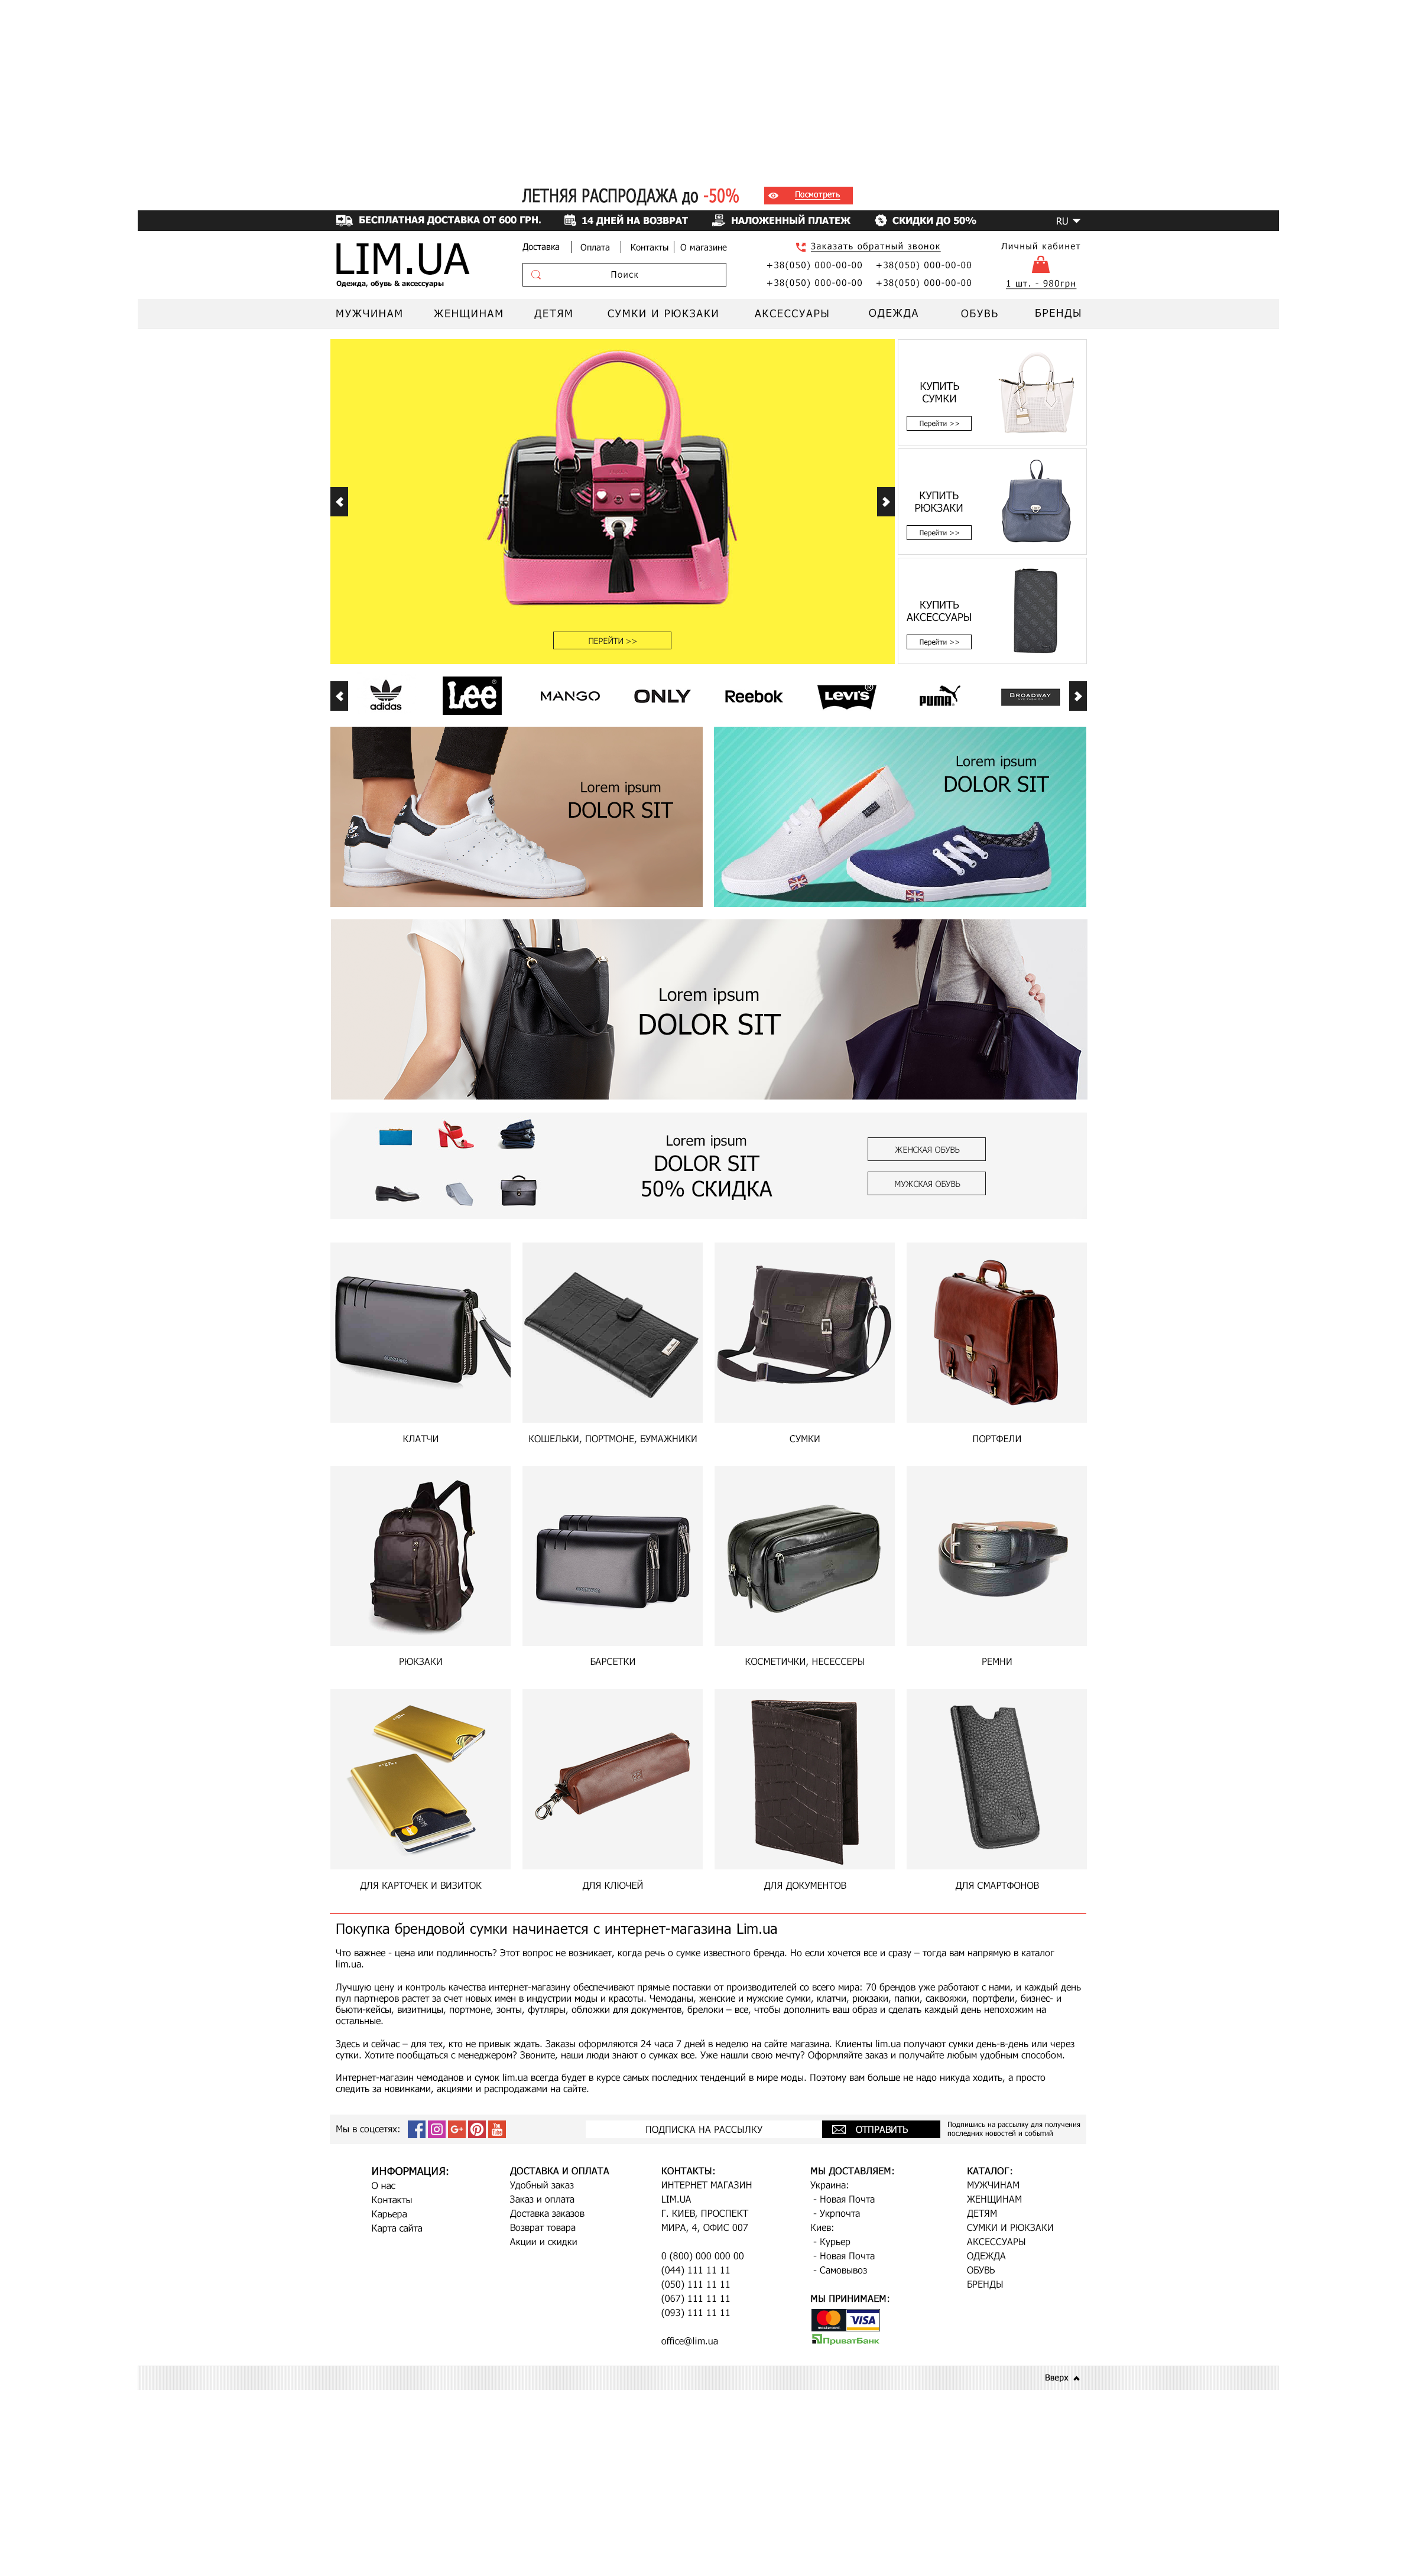 ЛЕТНЯЯ РАСПРОДАЖА до -50%
Посмотреть
БЕСПЛАТНАЯ ДОСТАВКА ОТ 600 ГРН.
14 ДНЕЙ НА ВОЗВРАТ
НАЛОЖЕННЫЙ ПЛАТЕЖ
СКИДКИ ДО 50%
RU
LIM.UA
Одежда, обувь & аксессуары
Доставка
Оплата
Контакты
О магазине
Поиск
Заказать обратный звонок
+38(050) 000-00-00 +38(050) 000-00-00
+38(050) 000-00-00 +38(050) 000-00-00
Личный кабинет
1 шт. - 980грн
МУЖЧИНАМ
ЖЕНЩИНАМ
ДЕТЯМ
СУМКИ И РЮКЗАКИ
АКСЕССУАРЫ
ОДЕЖДА
ОБУВЬ
БРЕНДЫ
ПЕРЕЙТИ >>
КУПИТЬ
СУМКИ
Перейти >>
КУПИТЬ
РЮКЗАКИ
Перейти >>
КУПИТЬ
АКСЕССУАРЫ
Перейти >>
adidas
Lee
MANGO
ONLY
Reebok
LEVI'S
PUMA
BROADWAY
Lorem ipsum
DOLOR SIT
Lorem ipsum
DOLOR SIT
Lorem ipsum
DOLOR SIT
Lorem ipsum
DOLOR SIT
50% СКИДКА
ЖЕНСКАЯ ОБУВЬ
МУЖСКАЯ ОБУВЬ
КЛАТЧИ
КОШЕЛЬКИ, ПОРТМОНЕ, БУМАЖНИКИ
СУМКИ
ПОРТФЕЛИ
РЮКЗАКИ
БАРСЕТКИ
КОСМЕТИЧКИ, НЕСЕССЕРЫ
РЕМНИ
ДЛЯ КАРТОЧЕК И ВИЗИТОК
ДЛЯ КЛЮЧЕЙ
ДЛЯ ДОКУМЕНТОВ
ДЛЯ СМАРТФОНОВ
Покупка брендовой сумки начинается с интернет-магазина Lim.ua
Что важнее - цена или подлинность? Этот вопрос не возникает, когда речь о сумке известного бренда. Но если хочется все и сразу – тогда вам напрямую в каталог
lim.ua.
Лучшую цену и контроль качества интернет-магазину обеспечивают прямые поставки от производителей со всего мира: 70 брендов уже работают с нами, и каждый день
пул партнеров растет за счет новых имен в индустрии моды и красоты. Чемоданы, женские и мужские сумки, клатчи, рюкзаки, папки, саквояжи, портфели, бизнес- и
бьюти-кейсы, визитницы, портмоне, зонты, футляры, обложки для документов, брелоки – все, чтобы дополнить ваш образ и сделать каждый день непохожим на
остальные.
Здесь и сейчас – для тех, кто не привык ждать. Заказы оформляются 24 часа 7 дней в неделю на сайте магазина. Клиенты lim.ua получают сумки день-в-день или через
сутки. Хотите пообщаться с менеджером? Звоните, наши люди знают о сумках все. Уже нашли свою мечту? Оформляйте заказ и получайте любым удобным способом.
Интернет-магазин чемоданов и сумок lim.ua всегда будет в курсе самых последних тенденций в мире моды. Поэтому вам больше не надо никуда ходить, а просто
следить за новинками, акциями и распродажами на сайте.
Мы в соцсетях:
G+
You
Tube
ПОДПИСКА НА РАССЫЛКУ
ОТПРАВИТЬ
Подпишись на рассылку для получения
последних новостей и событий
ИНФОРМАЦИЯ:
О нас
Контакты
Карьера
Карта сайта
ДОСТАВКА И ОПЛАТА
Удобный заказ
Заказ и оплата
Доставка заказов
Возврат товара
Акции и скидки
КОНТАКТЫ:
ИНТЕРНЕТ МАГАЗИН
LIM.UA
Г. КИЕВ, ПРОСПЕКТ
МИРА, 4, ОФИС 007
0 (800) 000 000 00
(044) 111 11 11
(050) 111 11 11
(067) 111 11 11
(093) 111 11 11
office@lim.ua
МЫ ДОСТАВЛЯЕМ:
Украина:
- Новая Почта
- Укрпочта
Киев:
- Курьер
- Новая Почта
- Самовывоз
МЫ ПРИНИМАЕМ:
mastercard
VISA
ПриватБанк
КАТАЛОГ:
МУЖЧИНАМ
ЖЕНЩИНАМ
ДЕТЯМ
СУМКИ И РЮКЗАКИ
АКСЕССУАРЫ
ОДЕЖДА
ОБУВЬ
БРЕНДЫ
Вверх